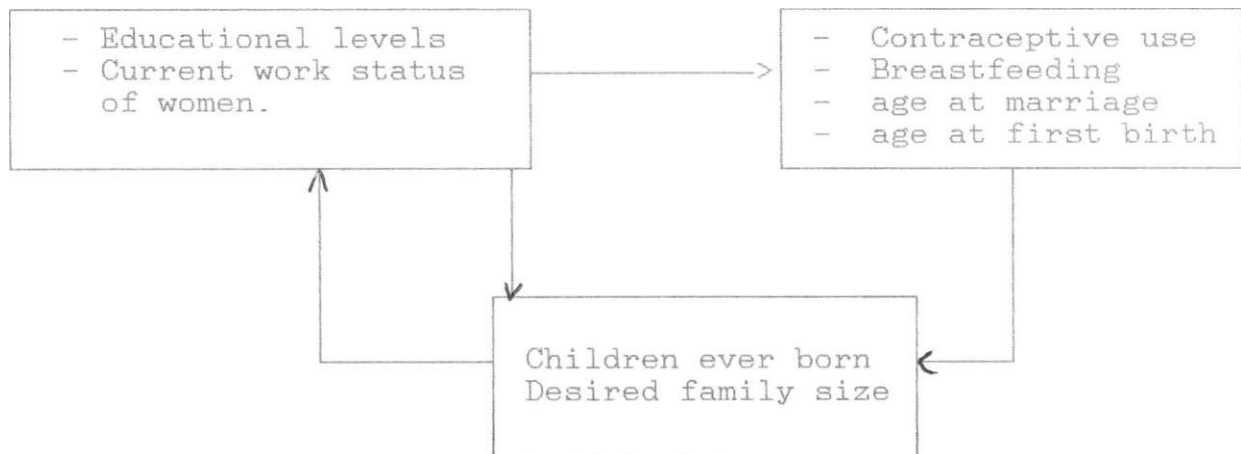 - Educational levels
- Current work status
of women.
- Contraceptive use
- Breastfeeding
- age at marriage
- age at first birth
Children ever born
Desired family size